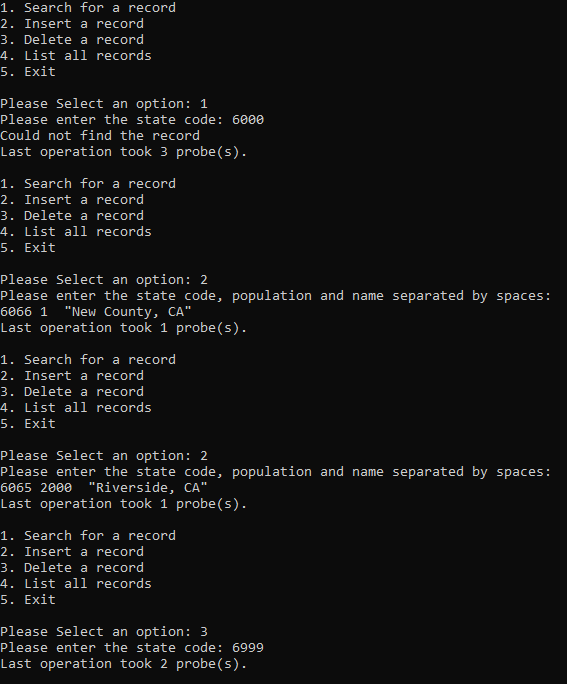 1. Search for a record
2. Insert a record
3. Delete a record
4. List all records
5. Exit
Please Select an option: 1
Please enter the state code: 6000
Could not find the record
Last operation took 3 probe(s).
1. Search for a record
2. Insert a record
3. Delete a record
4. List all records
5. Exit
Please Select an option: 2
Please enter the state code, population and name separated by spaces:
6066 1  "New County, CA"
Last operation took 1 probe(s).
1. Search for a record
2. Insert a record
3. Delete a record
4. List all records
5. Exit
Please Select an option: 2
Please enter the state code, population and name separated by spaces:
6065 2000  "Riverside, CA"
Last operation took 1 probe(s).
1. Search for a record
2. Insert a record
3. Delete a record
4. List all records
5. Exit
Please Select an option: 3
Please enter the state code: 6999
Last operation took 2 probe(s).